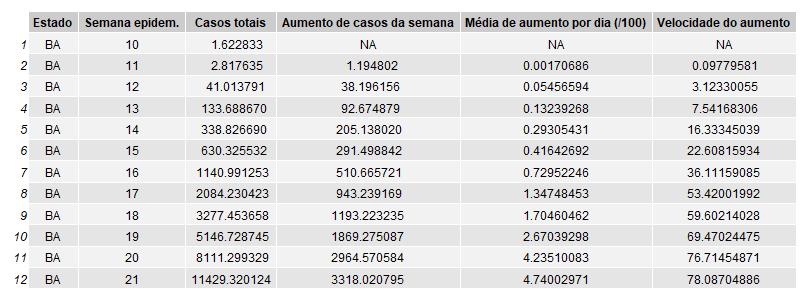 Estado Semana epidem. Casos totais Aumento de casos da semana Média de aumento por dia (/100) Velocidade do aumento
1 BA 10 1.622833 NA NA NA
2 BA 11 2.817635 1.194802 0.00170686 0.09779581
3 BA 12 41.013791 38.196156 0.05456594 3.12330055
4 BA 13 133.688670 92.674879 0.13239268 7.54168306
5 BA 14 338.826690 205.138020 0.29305431 16.33345039
6 BA 15 630.325532 291.498842 0.41642692 22.60815934
7 BA 16 1140.991253 510.665721 0.72952246 36.11159085
8 BA 17 2084.230423 943.239169 1.34748453 53.42001992
9 BA 18 3277.453658 1193.223235 1.70460462 59.60214028
10 BA 19 5146.728745 1869.275087 2.67039298 69.47024475
11 BA 20 8111.299329 2964.570584 4.23510083 76.71454871
12 BA 21 11429.320124 3318.020795 4.74002971 78.08704886